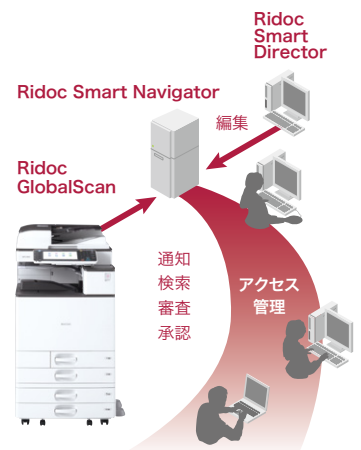 Ridoc
Smart
Director
Ridoc Smart Navigator
編集
Ridoc
GlobalScan
通知
検索
審査
承認
アクセス
管理